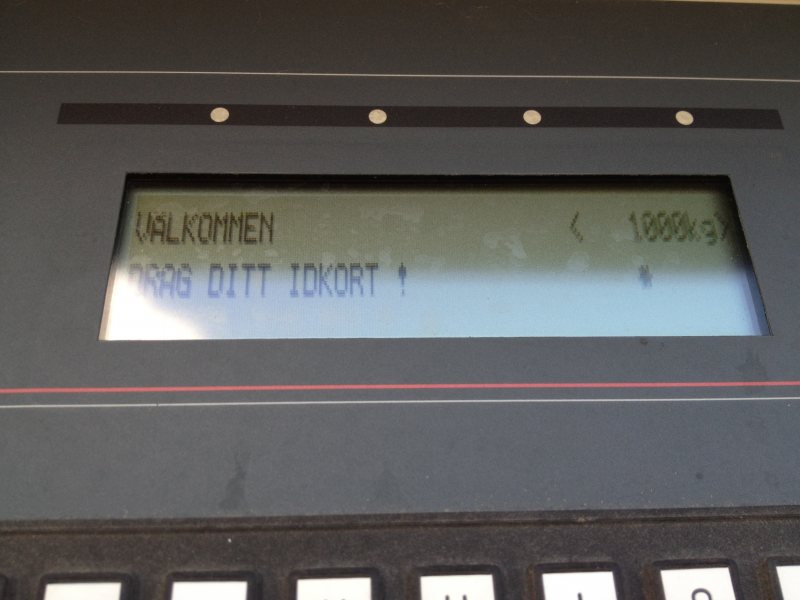 VALKOMMEN < 1000kg>
DRAG DITT IDKORT ! *